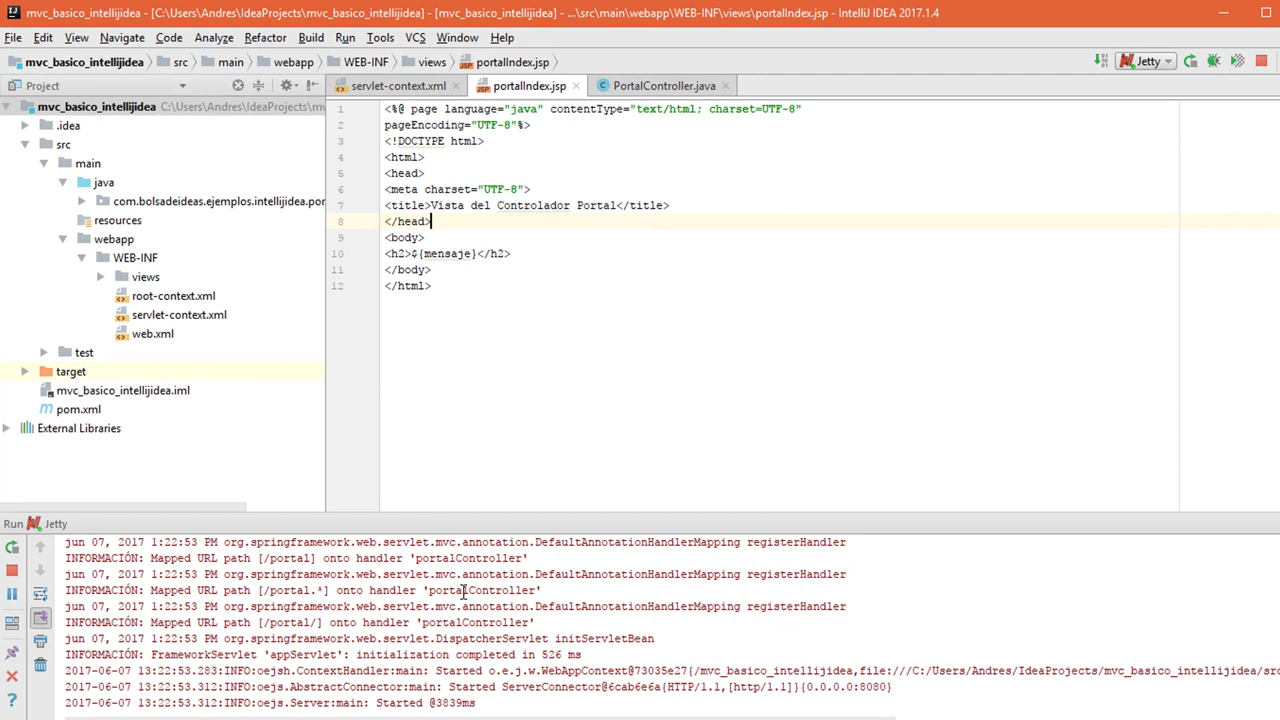 mvc_basico_intellijidea - [C:\Users\Andres\IdeaProjects\mvc_basico_intellijidea] - [mvc_basico_intellijidea] - ...\src\main\webapp\WEB-INF\views\portalIndex.jsp - IntelliJ IDEA 2017.1.4
File Edit View Navigate Code Analyze Refactor Build Run Tools VCS Window Help
mvc_basico_intellijidea src main webapp WEB-INF views portalIndex.jsp Jetty
Project servlet-context.xml portalIndex.jsp PortalController.java
mvc_basico_intellijidea C:\Users\Andres\IdeaProjects\mv
.idea
src
main
java
com.bolsadeideas.ejemplos.intellijidea.por
resources
webapp
WEB-INF
views
root-context.xml
servlet-context.xml
web.xml
test
target
mvc_basico_intellijidea.iml
pom.xml
External Libraries
1 <%@ page language="java" contentType="text/html; charset=UTF-8"
2 pageEncoding="UTF-8"%>
3 <!DOCTYPE html>
4 <html>
5 <head>
6 <meta charset="UTF-8">
7 <title>Vista del Controlador Portal</title>
8 </head>
9 <body>
10 <h2>${mensaje}</h2>
11 </body>
12 </html>
Run Jetty
jun 07, 2017 1:22:53 PM org.springframework.web.servlet.mvc.annotation.DefaultAnnotationHandlerMapping registerHandler
INFORMACIÓN: Mapped URL path [/portal] onto handler 'portalController'
jun 07, 2017 1:22:53 PM org.springframework.web.servlet.mvc.annotation.DefaultAnnotationHandlerMapping registerHandler
INFORMACIÓN: Mapped URL path [/portal.*] onto handler 'portalController'
jun 07, 2017 1:22:53 PM org.springframework.web.servlet.mvc.annotation.DefaultAnnotationHandlerMapping registerHandler
INFORMACIÓN: Mapped URL path [/portal/] onto handler 'portalController'
jun 07, 2017 1:22:53 PM org.springframework.web.servlet.DispatcherServlet initServletBean
INFORMACIÓN: FrameworkServlet 'appServlet': initialization completed in 526 ms
2017-06-07 13:22:53.283:INFO:oejsh.ContextHandler:main: Started o.e.j.w.WebAppContext@73035e27{/mvc_basico_intellijidea,file:///C:/Users/Andres/IdeaProjects/mvc_basico_intellijidea/src
2017-06-07 13:22:53.312:INFO:oejs.AbstractConnector:main: Started ServerConnector@6cab6e6a{HTTP/1.1,[http/1.1]}{0.0.0.0:8080}
2017-06-07 13:22:53.312:INFO:oejs.Server:main: Started @3839ms